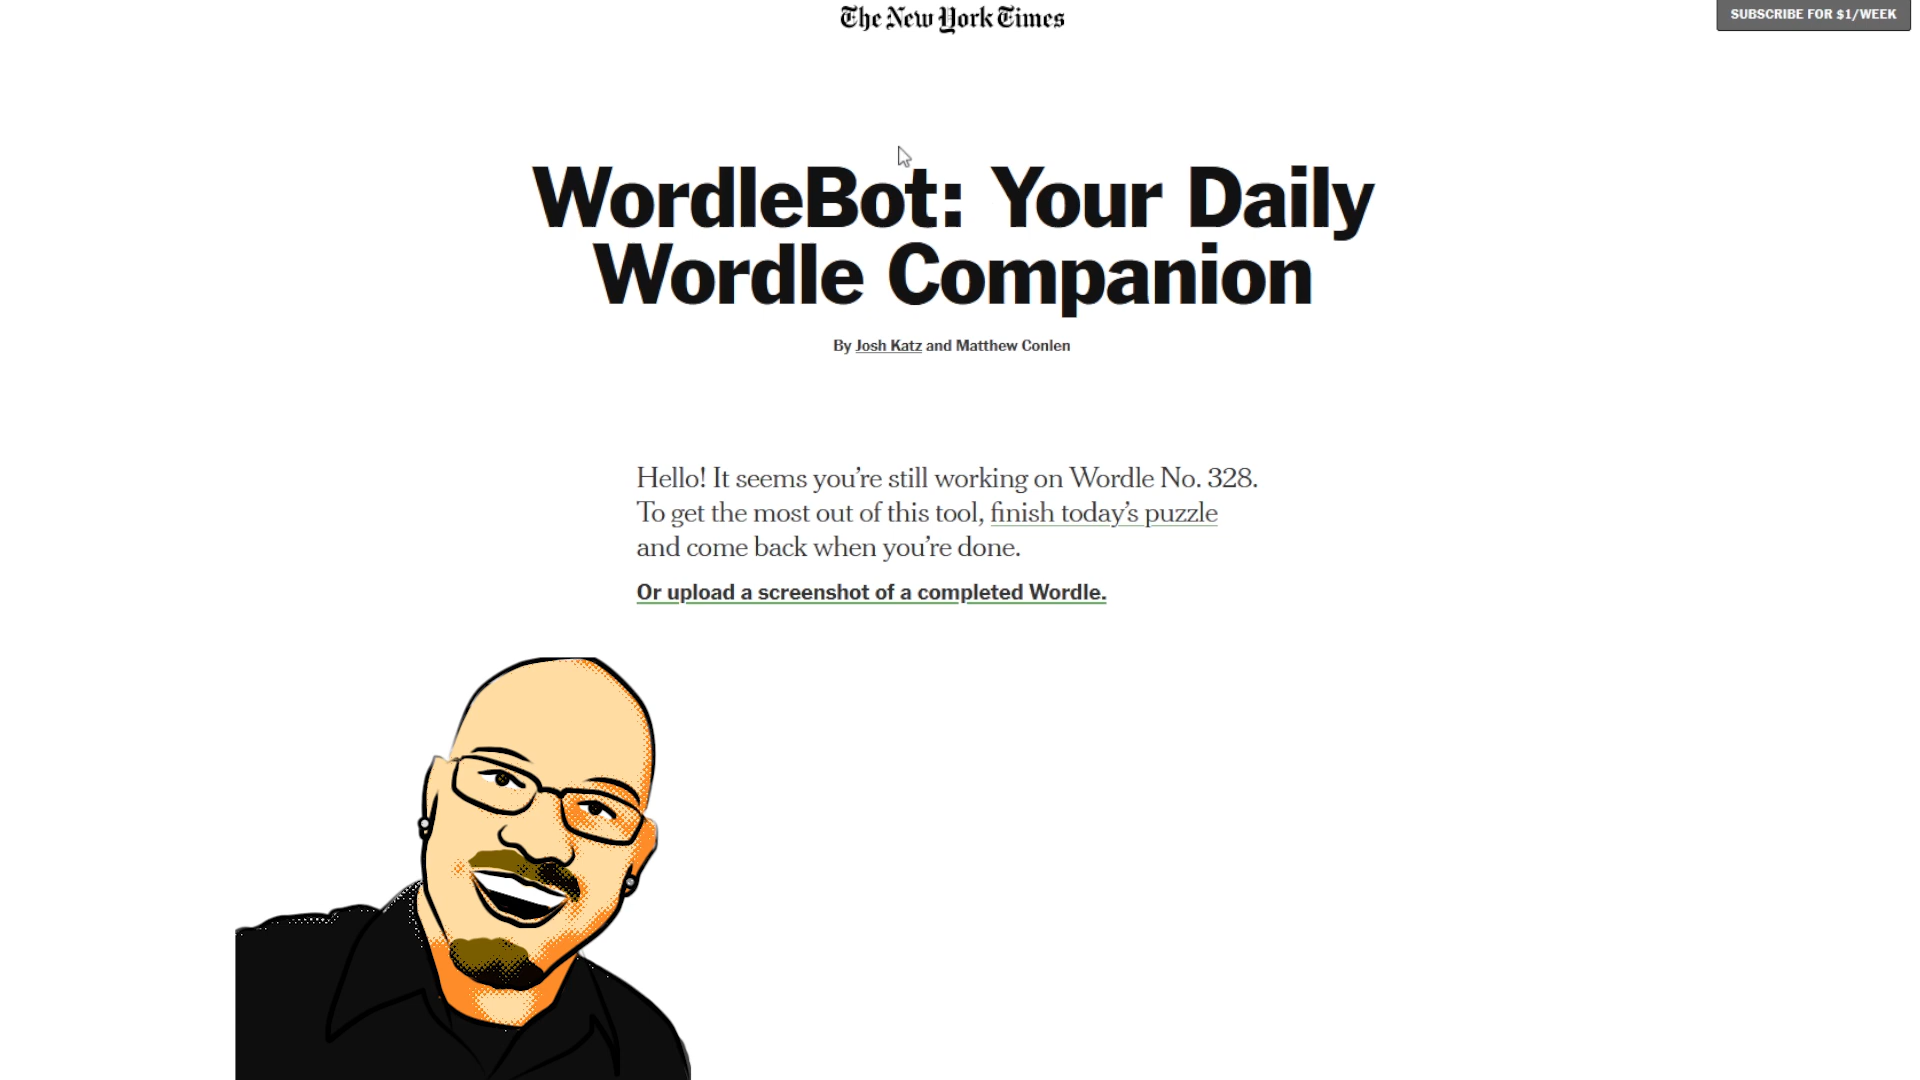 The New York Times
SUBSCRIBE FOR $1/WEEK
WordleBot: Your Daily
Wordle Companion
By Josh Katz and Matthew Conlen
Hello! It seems you’re still working on Wordle No. 328.
To get the most out of this tool, finish today’s puzzle
and come back when you’re done.
Or upload a screenshot of a completed Wordle.